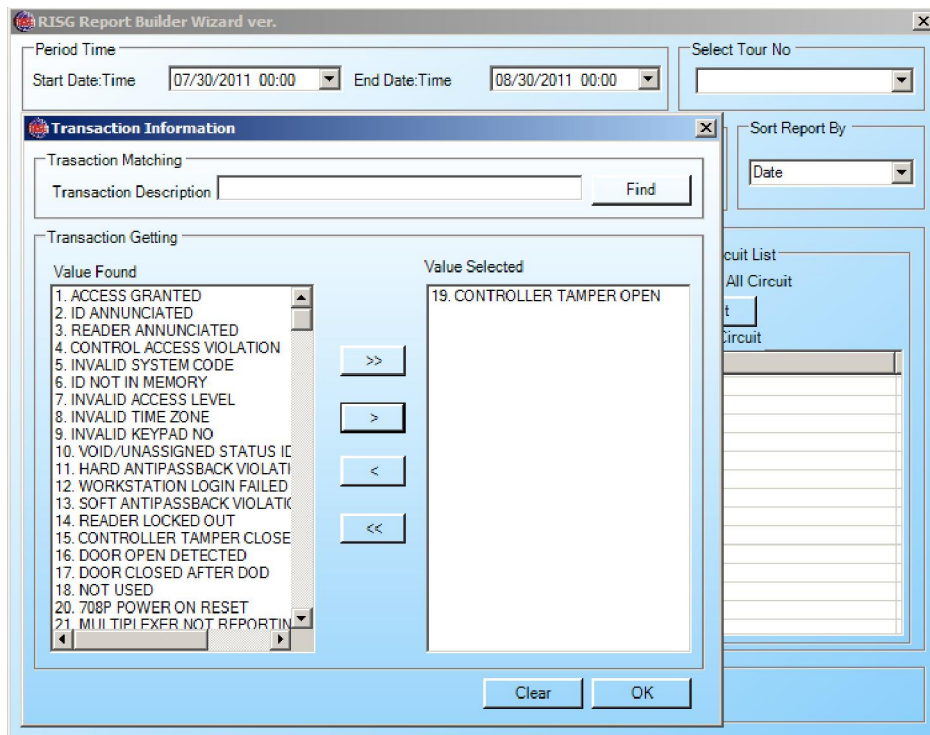 RISG Report Builder Wizard ver.
Period Time
Start Date:Time 07/30/2011 00:00 End Date:Time 08/30/2011 00:00
Select Tour No
Transaction Information
Sort Report By
Date
Trasaction Matching
Transaction Description Find
Transaction Getting
Value Found
1. ACCESS GRANTED
2. ID ANNUNCIATED
3. READER ANNUNCIATED
4. CONTROL ACCESS VIOLATION
5. INVALID SYSTEM CODE
6. ID NOT IN MEMORY
7. INVALID ACCESS LEVEL
8. INVALID TIME ZONE
9. INVALID KEYPAD NO
10. VOID/UNASSIGNED STATUS ID
11. HARD ANTIPASSBACK VIOLATI
12. WORKSTATION LOGIN FAILED
13. SOFT ANTIPASSBACK VIOLATIO
14. READER LOCKED OUT
15. CONTROLLER TAMPER CLOSE
16. DOOR OPEN DETECTED
17. DOOR CLOSED AFTER DOD
18. NOT USED
20. 708P POWER ON RESET
21. MULTIPLEXER NOT REPORTIN
>>
>
<
<<
Value Selected
19. CONTROLLER TAMPER OPEN
cuit List
All Circuit
t
Circuit
Clear OK